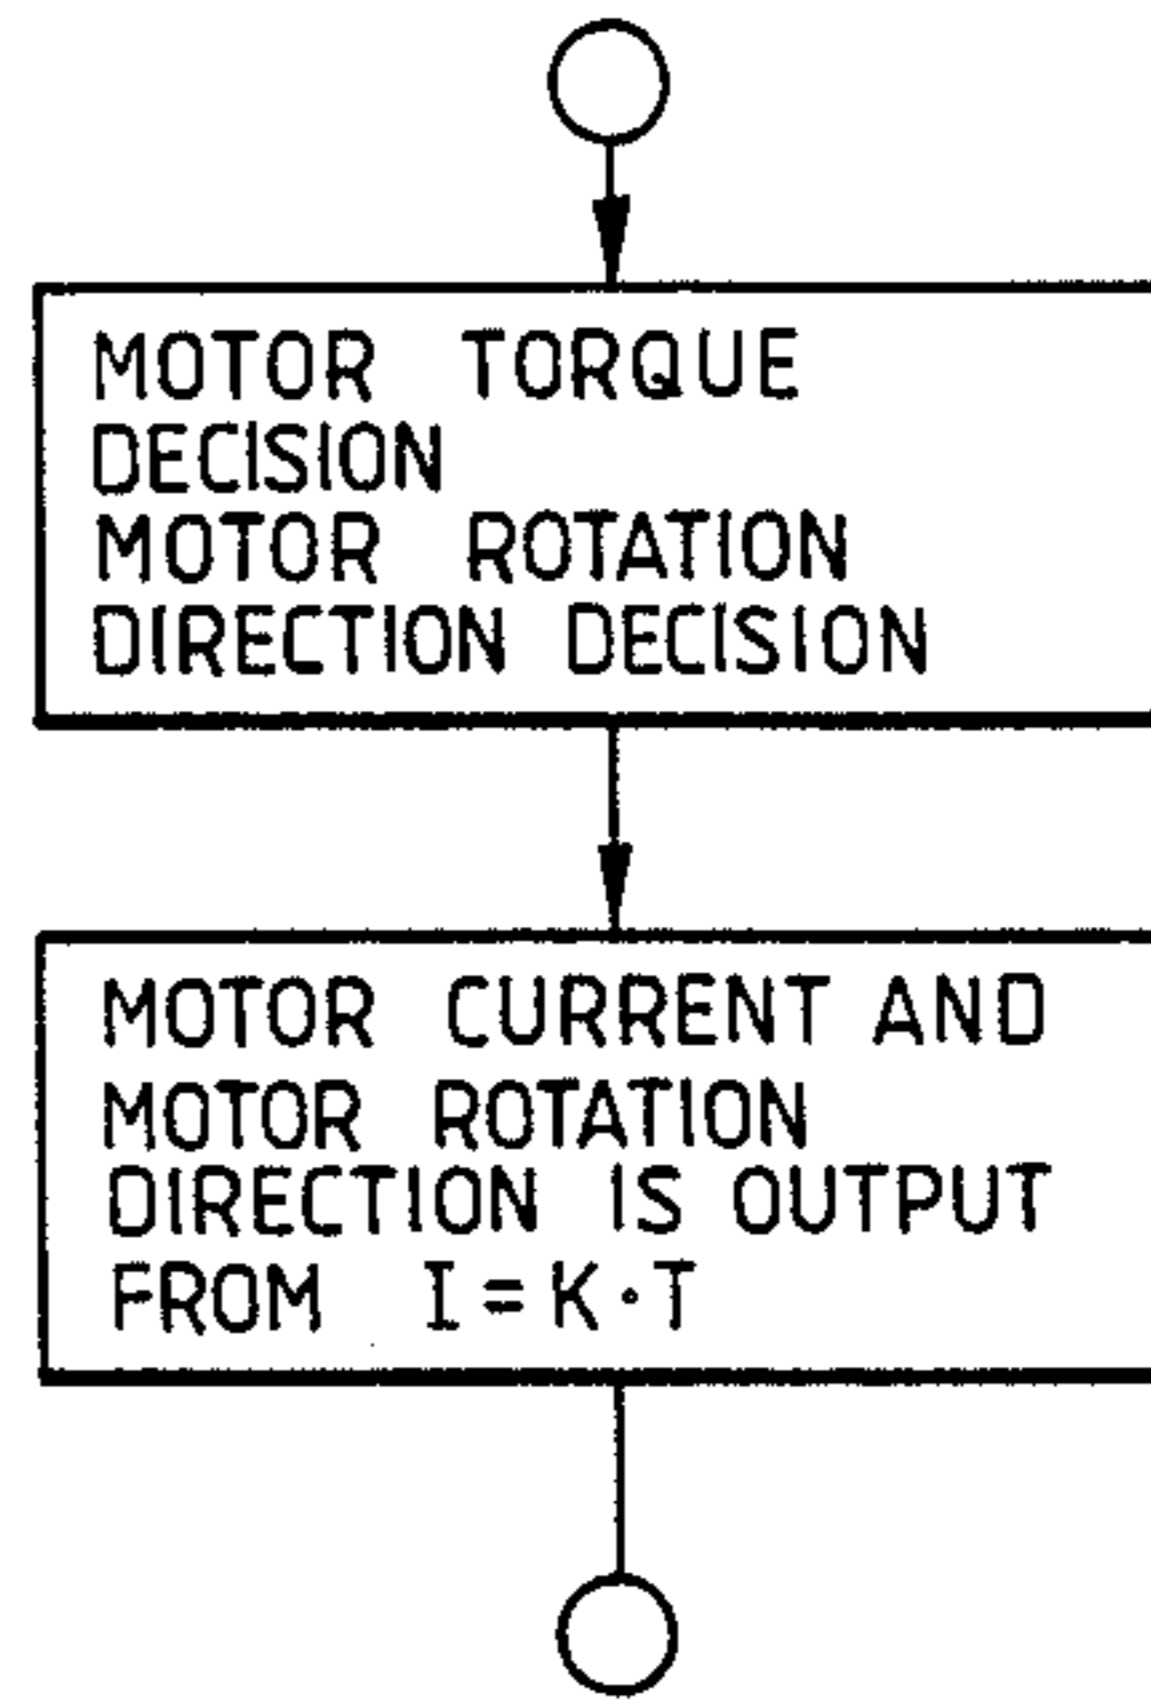 MOTOR TORQUE
DECISION
MOTOR ROTATION
DIRECTION DECISION
MOTOR CURRENT AND
MOTOR ROTATION
DIRECTION IS OUTPUT
FROM I = K · T